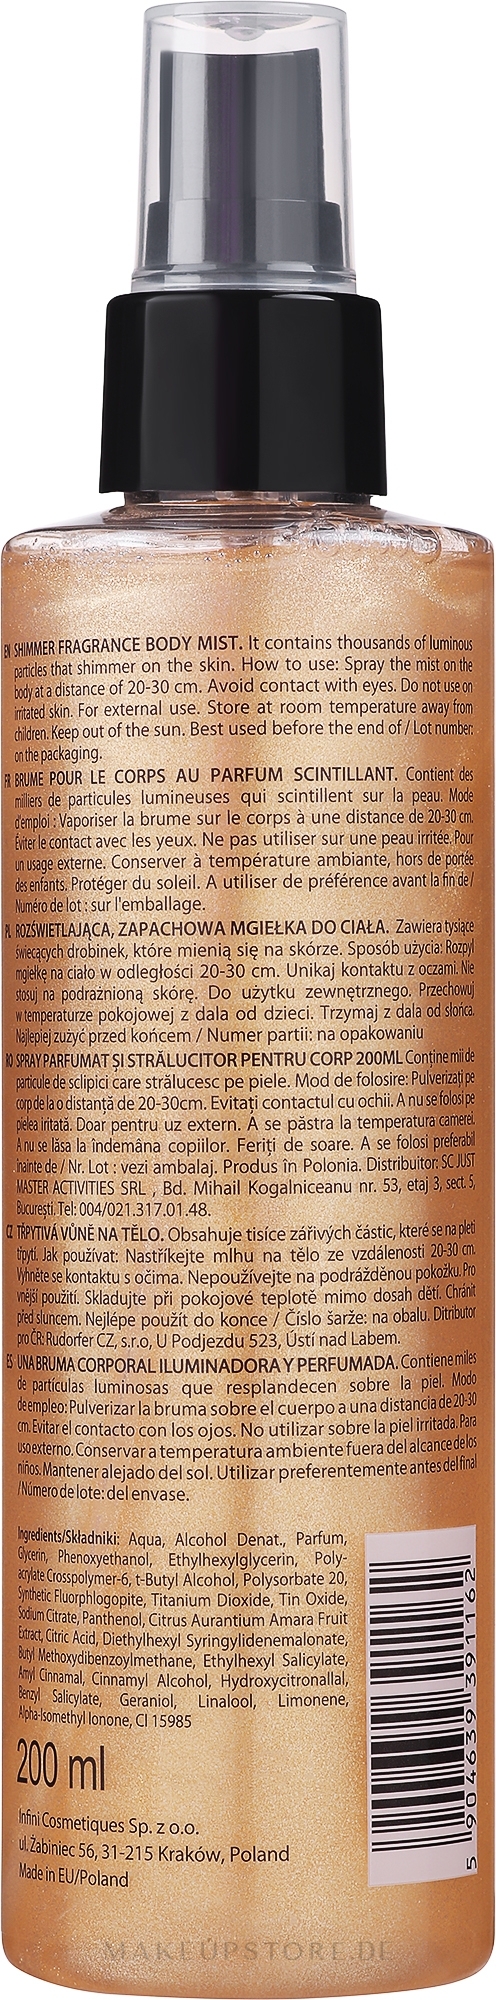 EN SHIMMER FRAGRANCE BODY MIST. It contains thousands of luminous
particles that shimmer on the skin. How to use: Spray the mist on the
body at a distance of 20-30 cm. Avoid contact with eyes. Do not use on
irritated skin. For external use. Store at room temperature away from
children. Keep out of the sun. Best used before the end of / Lot number:
on the packaging.
FR BRUME POUR LE CORPS AU PARFUM SCINTILLANT. Contient des
milliers de particules lumineuses qui scintillent sur la peau. Mode
d'emploi : Vaporiser la brume sur le corps à une distance de 20-30 cm.
Éviter le contact avec les yeux. Ne pas utiliser sur une peau irritée. Pour
un usage externe. Conserver à température ambiante, hors de portée
des enfants. Protéger du soleil. A utiliser de préférence avant la fin de /
Numéro de lot : sur l'emballage.
PL ROZŚWIETLAJĄCA, ZAPACHOWA MGIEŁKA DO CIAŁA. Zawiera tysiące
świecących drobinek, które mienią się na skórze. Sposób użycia: Rozpyl
mgiełkę na ciało w odległości 20-30 cm. Unikaj kontaktu z oczami. Nie
stosuj na podrażnioną skórę. Do użytku zewnętrznego. Przechowuj
w temperaturze pokojowej z dala od dzieci. Trzymaj z dala od słońca.
Najlepiej zużyć przed końcem / Numer partii: na opakowaniu
RO SPRAY PARFUMAT ȘI STRĂLUCITOR PENTRU CORP 200ML Conține mii de
particule de sclipici care strălucesc pe piele. Mod de folosire: Pulverizați pe
corp de la o distanță de 20-30cm. Evitați contactul cu ochii. A nu se folosi pe
pielea iritată. Doar pentru uz extern. A se păstra la temperatura camerei.
A nu se lăsa la îndemâna copiilor. Feriți de soare. A se folosi preferabil
înainte de / Nr. Lot : vezi ambalaj. Produs în Polonia. Distribuitor: SC JUST
MASTER ACTIVITIES SRL , Bd. Mihail Kogalniceanu nr. 53, etaj 3, sect. 5,
București. Tel: 004/021.317.01.48.
CZ TŘPYTIVÁ VŮNĚ NA TĚLO. Obsahuje tisíce zářivých částic, které se na pleti
třpytí. Jak používat: Nastříkejte mlhu na tělo ze vzdálenosti 20-30 cm.
Vyhněte se kontaktu s očima. Nepoužívejte na podrážděnou pokožku. Pro
vnější použití. Skladujte při pokojové teplotě mimo dosah dětí. Chránit
před sluncem. Nejlépe použít do konce / Číslo šarže: na obalu. Ditributor
pro ČR: Rudorfer CZ, s.r.o, U Podjezdu 523, Ústí nad Labem.
ES UNA BRUMA CORPORAL ILUMINADORA Y PERFUMADA. Contiene miles
de partículas luminosas que resplandecen sobre la piel. Modo
de empleo: Pulverizar la bruma sobre el cuerpo a una distancia de 20-30
cm. Evitar el contacto con los ojos. No utilizar sobre la piel irritada. Para
uso externo. Conservar a temperatura ambiente fuera del alcance de los
niños. Mantener alejado del sol. Utilizar preferentemente antes del final
/ Número de lote: del envase.
Ingredients/Składniki: Aqua, Alcohol Denat., Parfum,
Glycerin, Phenoxyethanol, Ethylhexylglycerin, Poly-
acrylate Crosspolymer-6, t-Butyl Alcohol, Polysorbate 20,
Synthetic Fluorphlogopite, Titanium Dioxide, Tin Oxide,
Sodium Citrate, Panthenol, Citrus Aurantium Amara Fruit
Extract, Citric Acid, Diethylhexyl Syringylidenemalonate,
Butyl Methoxydibenzoylmethane, Ethylhexyl Salicylate,
Amyl Cinnamal, Cinnamyl Alcohol, Hydroxycitronallal,
Benzyl Salicylate, Geraniol, Linalool, Limonene,
Alpha-Isomethyl Ionone, CI 15985
200 ml
Infini Cosmetiques Sp. z o.o.
ul. Żabiniec 56, 31-215 Kraków, Poland
Made in EU/Poland
5 904639 391162
MAKEUPSTORE.DE